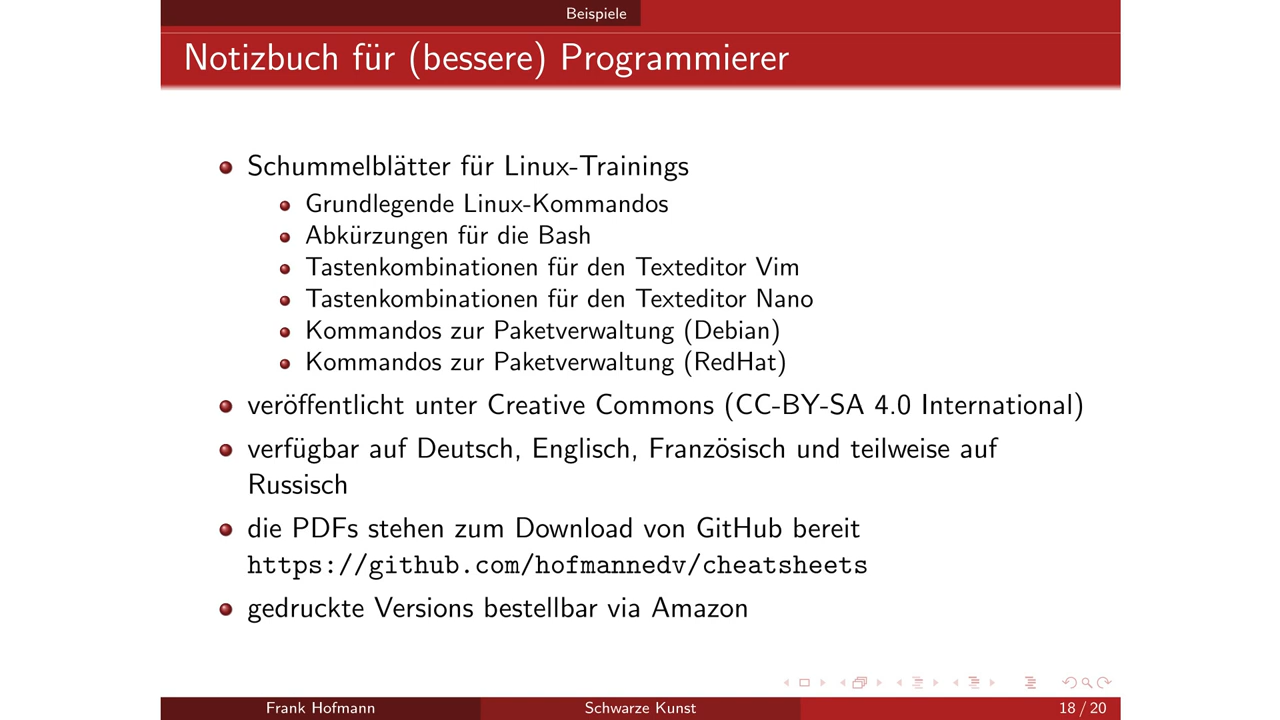 Beispiele
Notizbuch für (bessere) Programmierer
Schummelblätter für Linux-Trainings
Grundlegende Linux-Kommandos
Abkürzungen für die Bash
Tastenkombinationen für den Texteditor Vim
Tastenkombinationen für den Texteditor Nano
Kommandos zur Paketverwaltung (Debian)
Kommandos zur Paketverwaltung (RedHat)
veröffentlicht unter Creative Commons (CC-BY-SA 4.0 International)
verfügbar auf Deutsch, Englisch, Französisch und teilweise auf
Russisch
die PDFs stehen zum Download von GitHub bereit
https://github.com/hofmannedv/cheatsheets
gedruckte Versions bestellbar via Amazon
Frank Hofmann
Schwarze Kunst
18 / 20